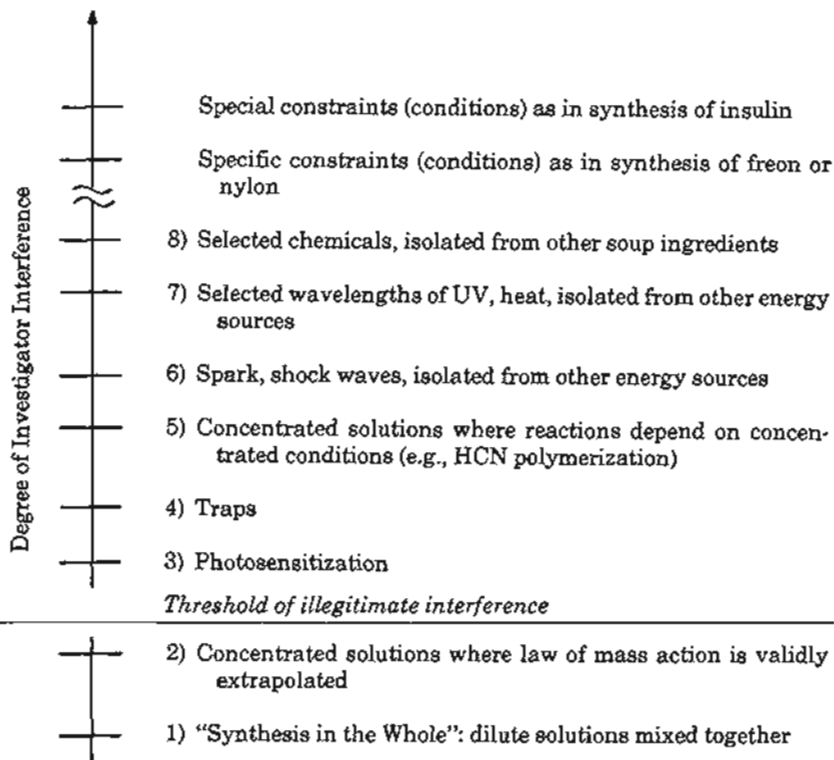 Special constraints (conditions) as in synthesis of insulin
Specific constraints (conditions) as in synthesis of freon or
nylon
8) Selected chemicals, isolated from other soup ingredients
7) Selected wavelengths of UV, heat, isolated from other energy
sources
6) Spark, shock waves, isolated from other energy sources
5) Concentrated solutions where reactions depend on concen-
trated conditions (e.g., HCN polymerization)
4) Traps
3) Photosensitization
Threshold of illegitimate interference
2) Concentrated solutions where law of mass action is validly
extrapolated
1) “Synthesis in the Whole”: dilute solutions mixed together
Degree of Investigator Interference